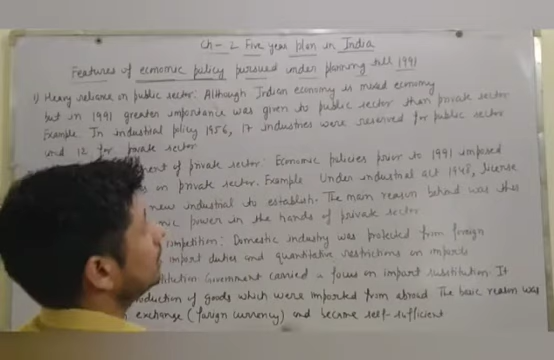 Ch- 2 Five year plan in India
Features of economic policy pursued under planning till 1991
1) Heavy reliance on public sector: Although Indian economy is mixed economy
but in 1991 greater importance was given to public sector than private sector
Example. In industrial policy 1956, 17 industries were reserved for public sector
and 12 for private sector
ment of private sector: Economic policies prior to 1991 imposed
on private sector. Example Under industrial act 1948, license
new industrial to establish. The main reason behind was this
power in the hands of private sector
mpetition: Domestic industry was protected from foreign
import duties and quantitative restrictions on imports
titution: Government carried a focus on import substitution. It
oduction of goods which were imported from abroad The basic reason was
exchange (foreign currency) and become self-sufficient